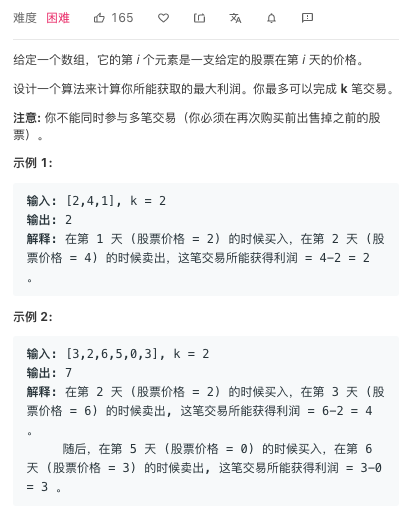 难度 困难 165
给定一个数组，它的第 i 个元素是一支给定的股票在第 i 天的价格。
设计一个算法来计算你所能获取的最大利润。你最多可以完成 k 笔交易。
注意: 你不能同时参与多笔交易（你必须在再次购买前出售掉之前的股
票）。
示例 1:
输入: [2,4,1], k = 2
输出: 2
解释: 在第 1 天 (股票价格 = 2) 的时候买入，在第 2 天 (股
票价格 = 4) 的时候卖出，这笔交易所能获得利润 = 4-2 = 2
。
示例 2:
输入: [3,2,6,5,0,3], k = 2
输出: 7
解释: 在第 2 天 (股票价格 = 2) 的时候买入，在第 3 天 (股
票价格 = 6) 的时候卖出, 这笔交易所能获得利润 = 6-2 = 4
。
随后，在第 5 天 (股票价格 = 0) 的时候买入，在第 6
天 (股票价格 = 3) 的时候卖出, 这笔交易所能获得利润 = 3-0
= 3 。